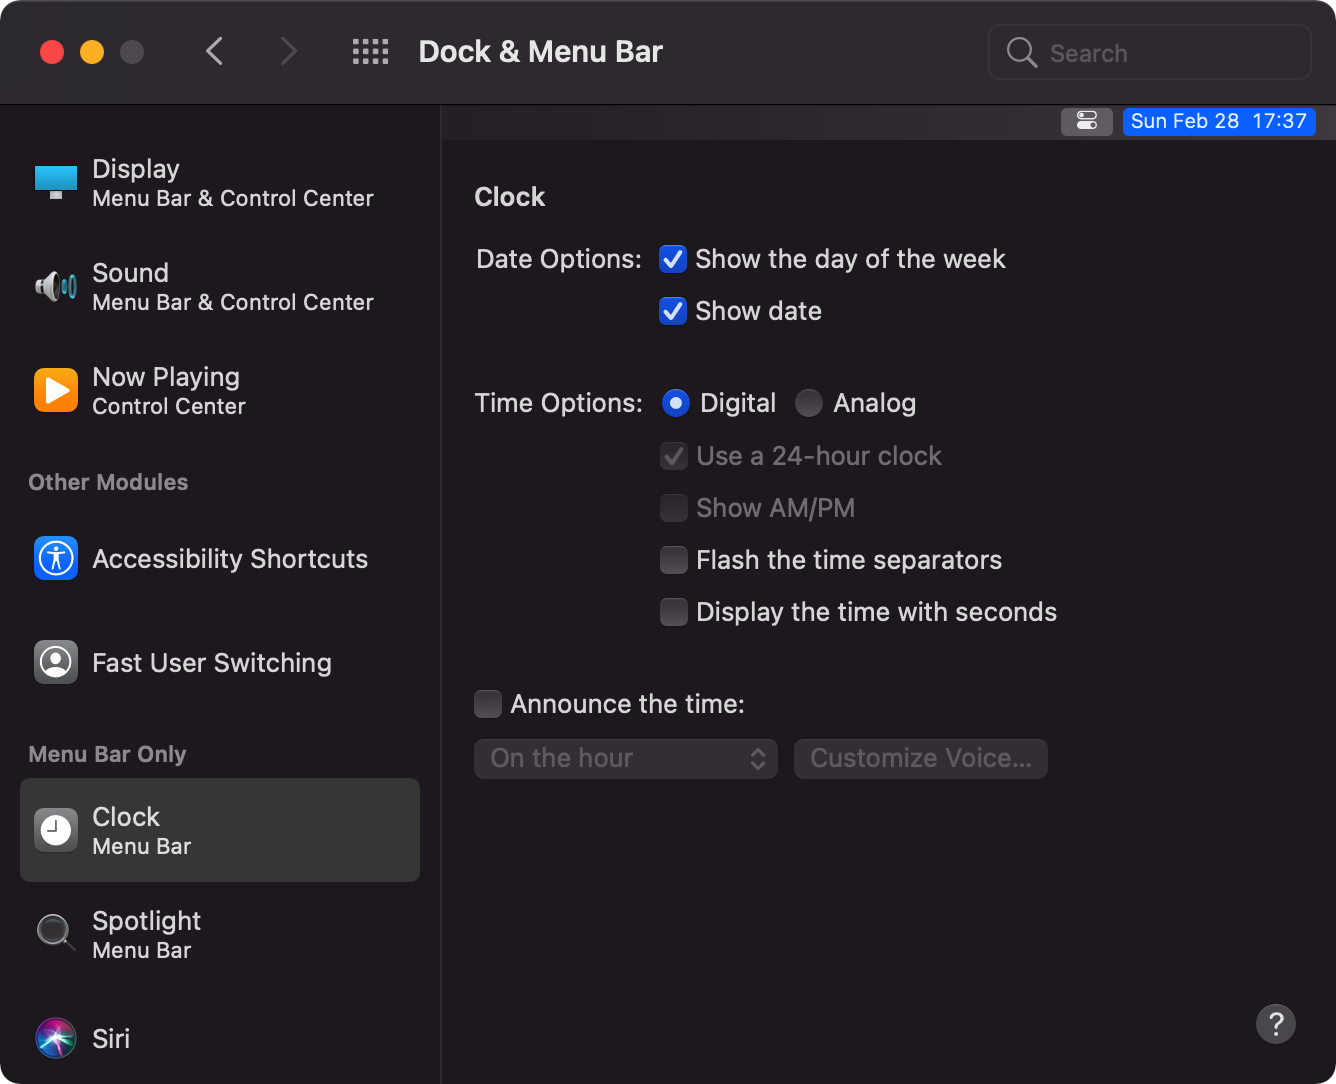 Dock & Menu Bar
Search
Sun Feb 28 17:37
Display
Menu Bar & Control Center
Sound
Menu Bar & Control Center
Now Playing
Control Center
Other Modules
Accessibility Shortcuts
Fast User Switching
Menu Bar Only
Clock
Menu Bar
Spotlight
Menu Bar
Siri
Clock
Date Options: Show the day of the week
Show date
Time Options: Digital Analog
Use a 24-hour clock
Show AM/PM
Flash the time separators
Display the time with seconds
Announce the time:
On the hour Customize Voice...
?